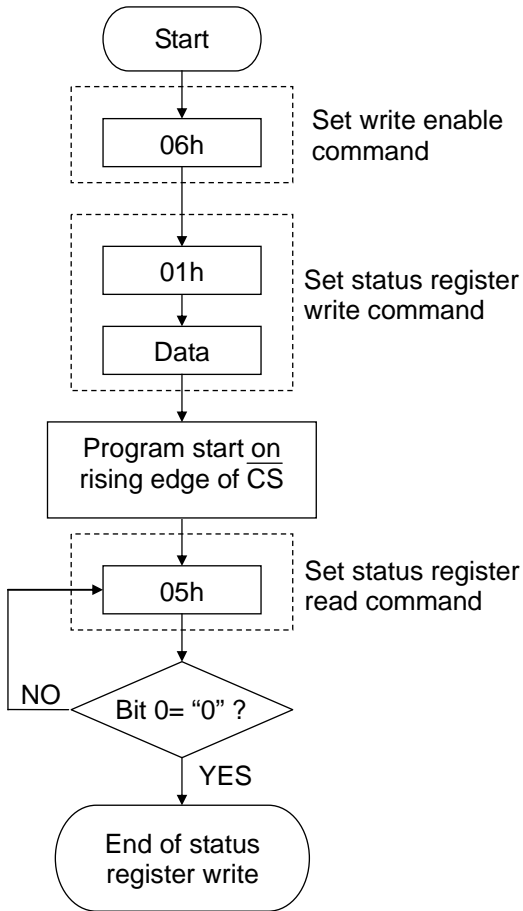 Start
06h
Set write enable
command
01h
Data
Set status register
write command
Program start on
rising edge of C̅S̅
05h
Set status register
read command
NO
Bit 0= “0” ?
YES
End of status
register write